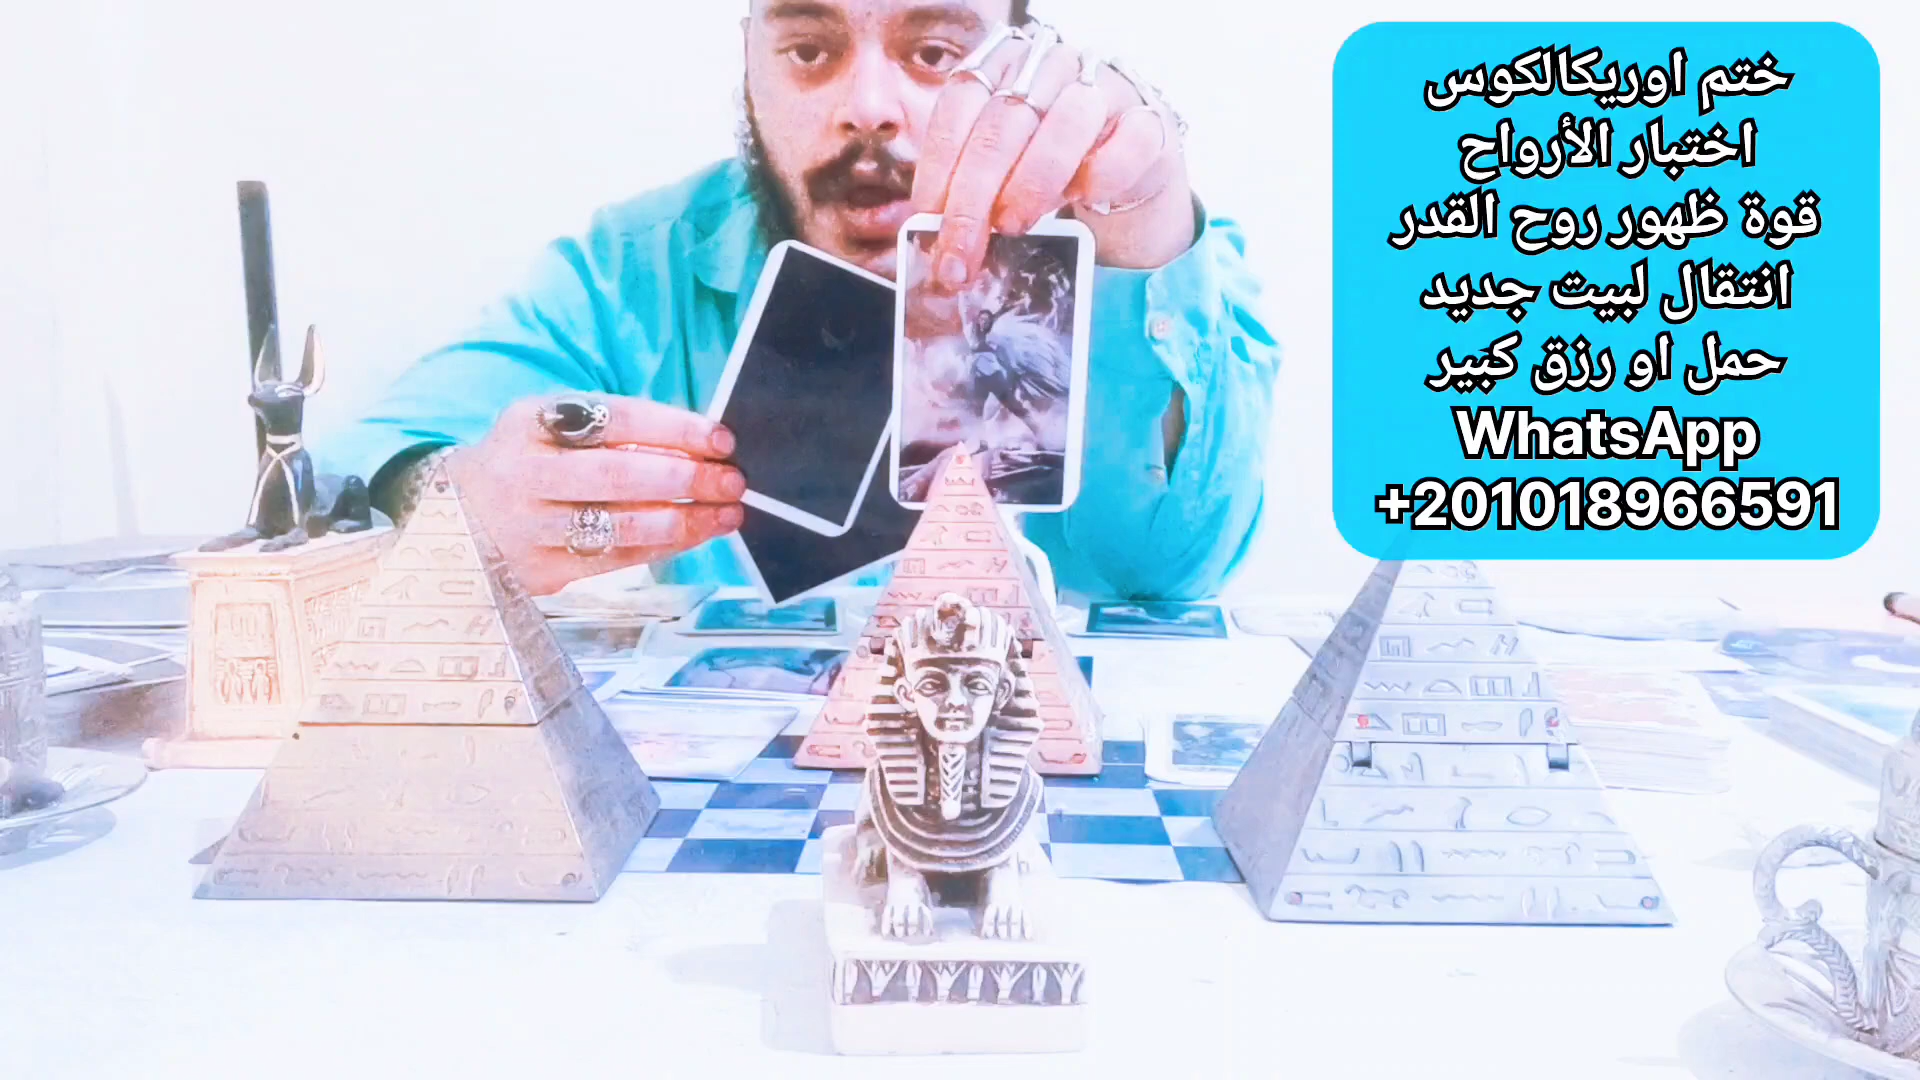 ختمِ اوريكالكوس
اختبار الأرواح
قوة ظهور روح القدر
انتقال لبيت جديد
حمل او رزق كبير
WhatsApp
+201018966591